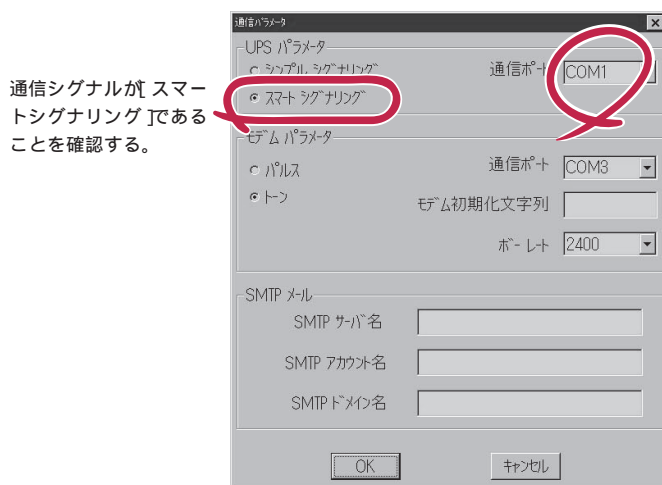 通信パラメータ
UPS パラメータ
シンプル シグナリング
通信ポート
COM1
スマート シグナリング
通信シグナルが[スマー
トシグナリング]である
ことを確認する。
モデム パラメータ
パルス
通信ポート
COM3
トーン
モデム初期化文字列
ボーレート
2400
SMTP メール
SMTP サーバ名
SMTP アカウント名
SMTP ドメイン名
OK
キャンセル